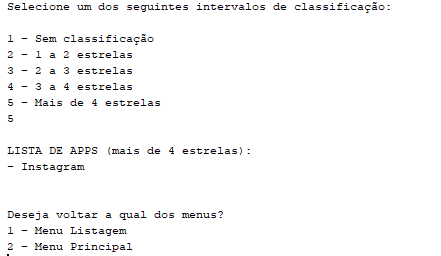 Selecione um dos seguintes intervalos de classificação:
1 - Sem classificação
2 - 1 a 2 estrelas
3 - 2 a 3 estrelas
4 - 3 a 4 estrelas
5 - Mais de 4 estrelas
5
LISTA DE APPS (mais de 4 estrelas):
- Instagram
Deseja voltar a qual dos menus?
1 - Menu Listagem
2 - Menu Principal